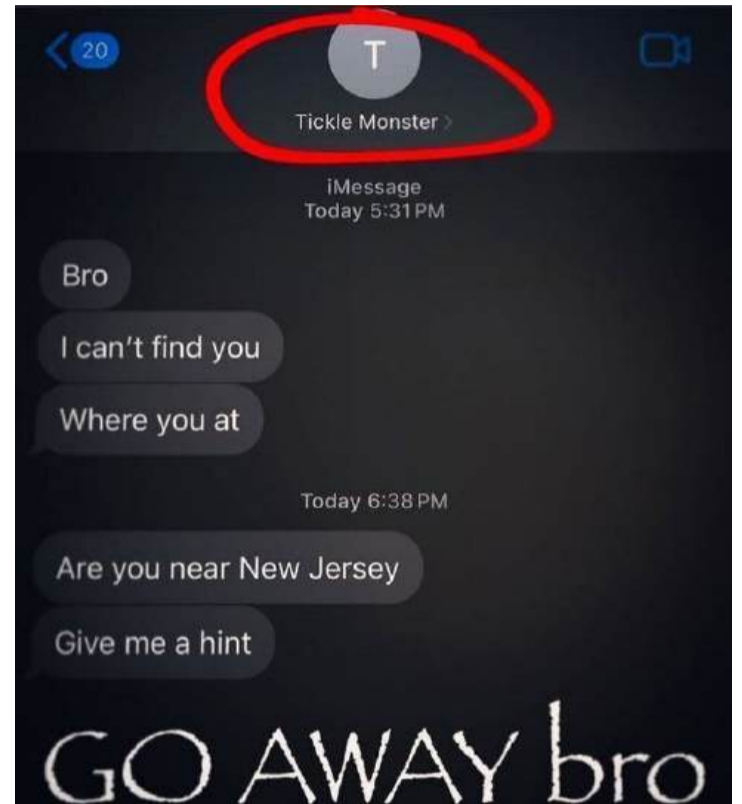 20
T
Tickle Monster
iMessage
Today 5:31 PM
Bro
I can't find you
Where you at
Today 6:38 PM
Are you near New Jersey
Give me a hint
GO AWAY bro